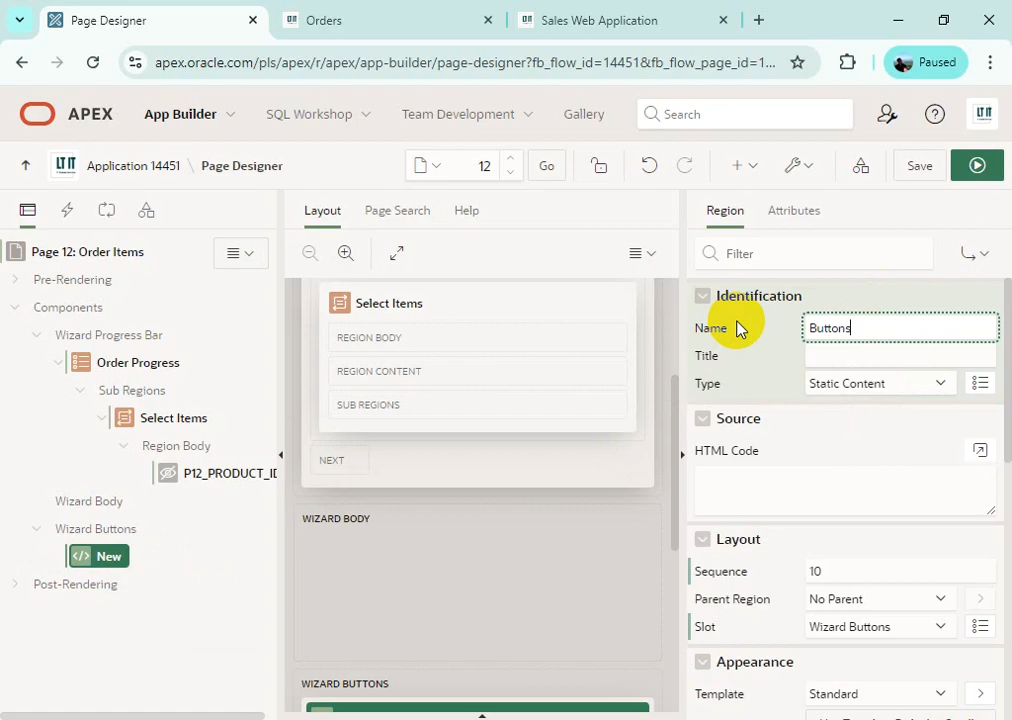 Page Designer
Orders
Sales Web Application
apex.oracle.com/pls/apex/r/apex/app-builder/page-designer?fb_flow_id=14451&fb_flow_page_id=1...
Paused
APEX
App Builder
SQL Workshop
Team Development
Gallery
Search
LT IT
LT IT
Application 14451 \ Page Designer
12
Go
Save
Layout
Page Search
Help
Region
Attributes
Page 12: Order Items
Filter
Pre-Rendering
Components
Wizard Progress Bar
Order Progress
Sub Regions
Select Items
Region Body
P12_PRODUCT_ID
Wizard Body
Wizard Buttons
New
Post-Rendering
Select Items
REGION BODY
REGION CONTENT
SUB REGIONS
NEXT
WIZARD BODY
WIZARD BUTTONS
Identification
Name
Buttons
Title
Type
Static Content
Source
HTML Code
Layout
Sequence
10
Parent Region
No Parent
Slot
Wizard Buttons
Appearance
Template
Standard